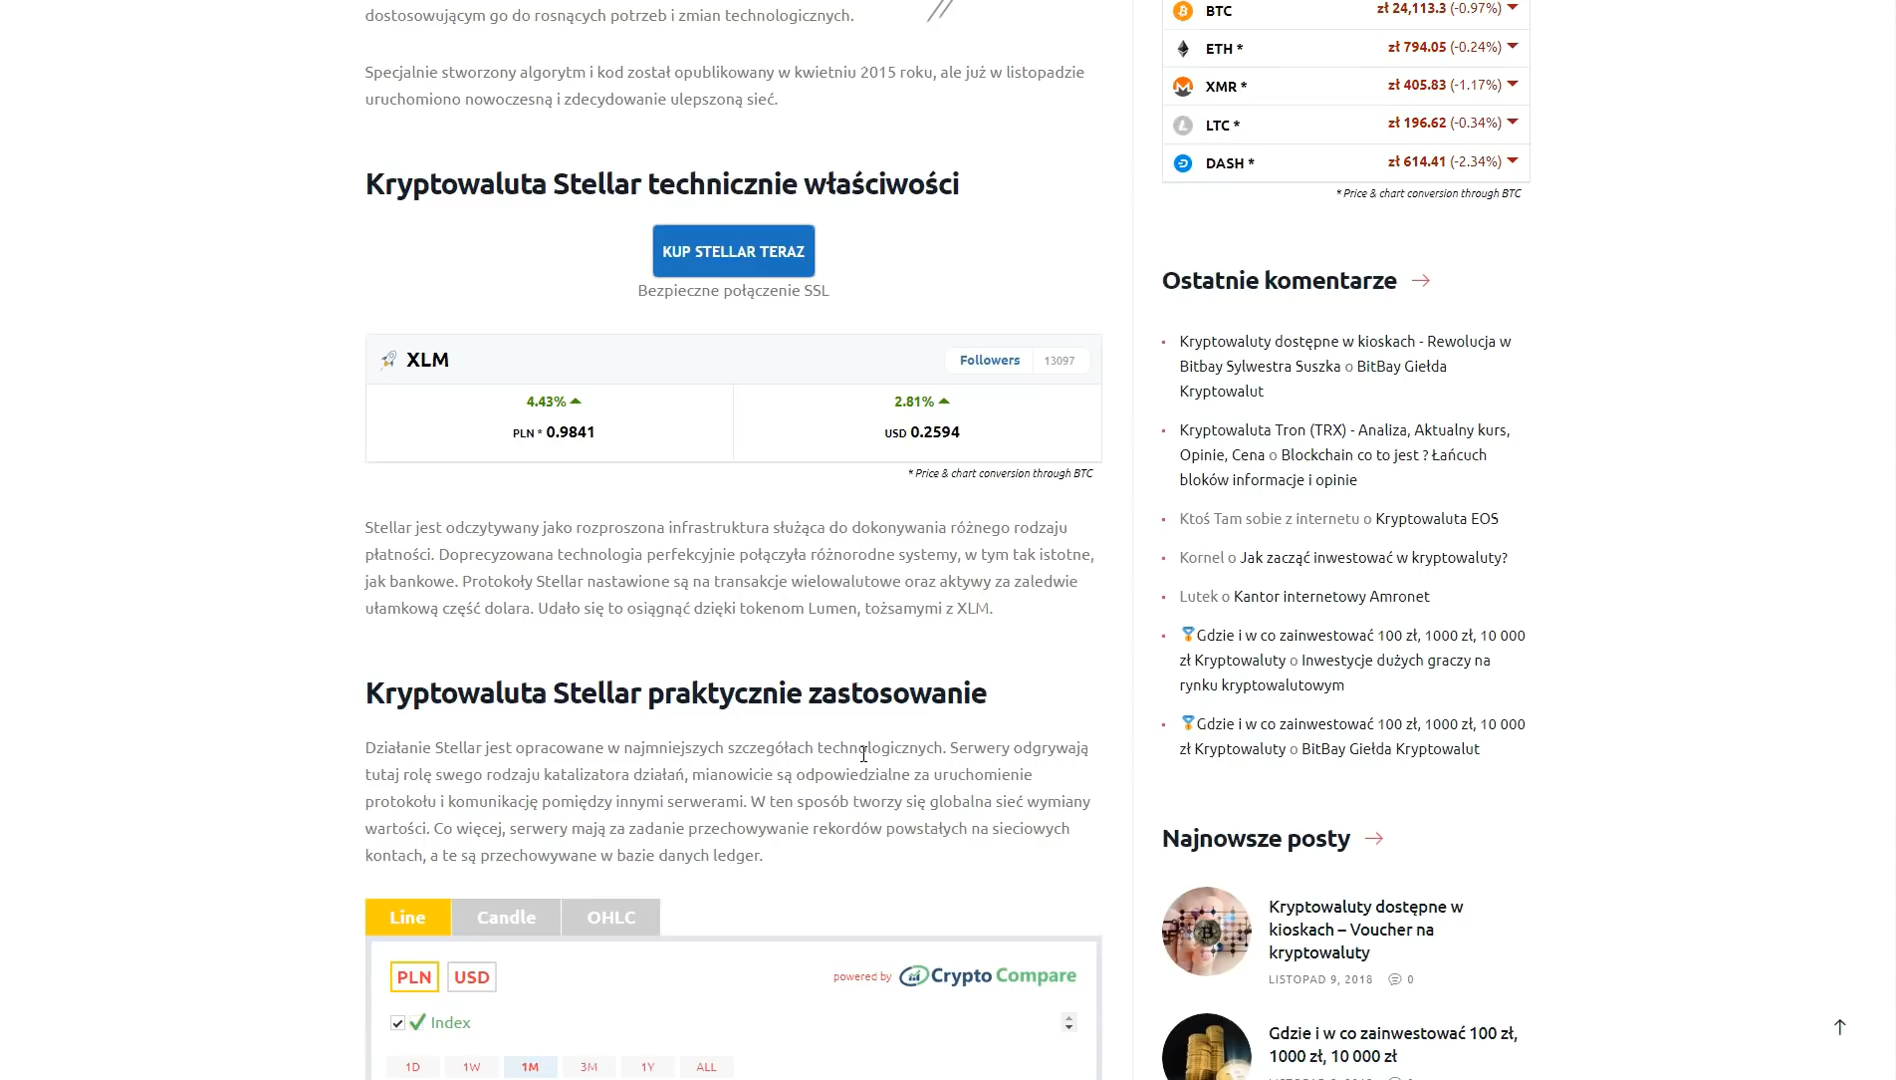 dostosowującym go do rosnących potrzeb i zmian technologicznych.
Specjalnie stworzony algorytm i kod został opublikowany w kwietniu 2015 roku, ale już w listopadzie
uruchomiono nowoczesną i zdecydowanie ulepszoną sieć.
Kryptowaluta Stellar technicznie właściwości
KUP STELLAR TERAZ
Bezpieczne połączenie SSL
XLM
Followers 13097
4.43%
PLN * 0.9841
2.81%
USD 0.2594
* Price & chart conversion through BTC
Stellar jest odczytywany jako rozproszona infrastruktura służąca do dokonywania różnego rodzaju
płatności. Doprecyzowana technologia perfekcyjnie połączyła różnorodne systemy, w tym tak istotne,
jak bankowe. Protokoły Stellar nastawione są na transakcje wielowalutowe oraz aktywy za zaledwie
ułamkową część dolara. Udało się to osiągnąć dzięki tokenom Lumen, tożsamymi z XLM.
Kryptowaluta Stellar praktycznie zastosowanie
Działanie Stellar jest opracowane w najmniejszych szczegółach technologicznych. Serwery odgrywają
tutaj rolę swego rodzaju katalizatora działań, mianowicie są odpowiedzialne za uruchomienie
protokołu i komunikację pomiędzy innymi serwerami. W ten sposób tworzy się globalna sieć wymiany
wartości. Co więcej, serwery mają za zadanie przechowywanie rekordów powstałych na sieciowych
kontach, a te są przechowywane w bazie danych ledger.
Line Candle OHLC
PLN USD
powered by CryptoCompare
Index
1D 1W 1M 3M 1Y ALL
BTC zł 24,113.3 (-0.97%)
ETH * zł 794.05 (-0.24%)
XMR * zł 405.83 (-1.17%)
LTC * zł 196.62 (-0.34%)
DASH * zł 614.41 (-2.34%)
* Price & chart conversion through BTC
Ostatnie komentarze
Kryptowaluty dostępne w kioskach - Rewolucja w
Bitbay Sylwestra Suszka o BitBay Giełda
Kryptowalut
Kryptowaluta Tron (TRX) - Analiza, Aktualny kurs,
Opinie, Cena o Blockchain co to jest ? Łańcuch
bloków informacje i opinie
Ktoś Tam sobie z internetu o Kryptowaluta EOS
Kornel o Jak zacząć inwestować w kryptowaluty?
Lutek o Kantor internetowy Amronet
Gdzie i w co zainwestować 100 zł, 1000 zł, 10 000
zł Kryptowaluty o Inwestycje dużych graczy na
rynku kryptowalutowym
Gdzie i w co zainwestować 100 zł, 1000 zł, 10 000
zł Kryptowaluty o BitBay Giełda Kryptowalut
Najnowsze posty
Kryptowaluty dostępne w
kioskach – Voucher na
kryptowaluty
LISTOPAD 9, 2018 0
Gdzie i w co zainwestować 100 zł,
1000 zł, 10 000 zł